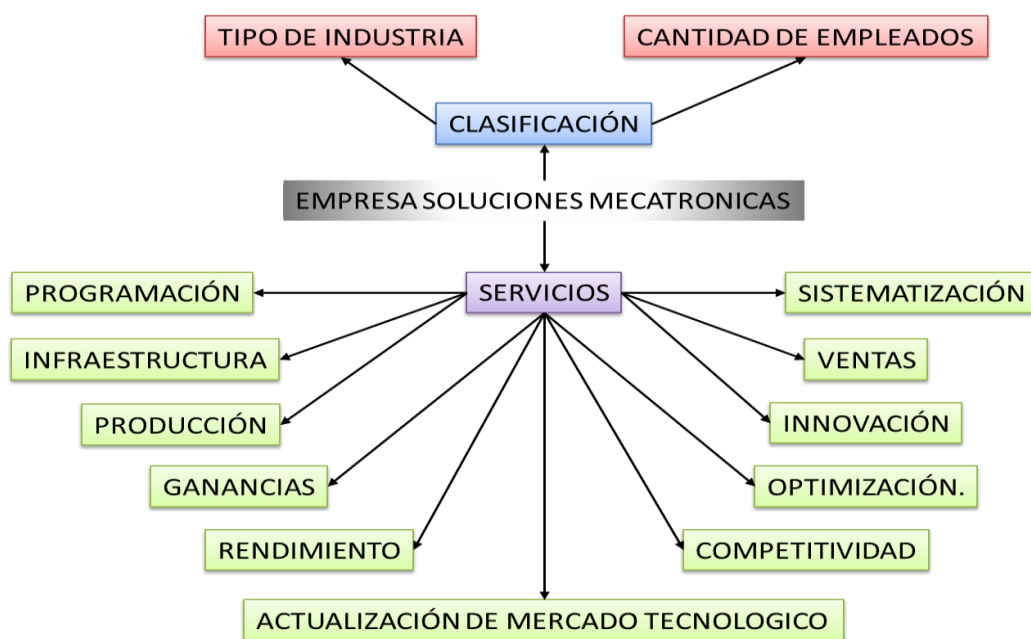 TIPO DE INDUSTRIA
CANTIDAD DE EMPLEADOS
CLASIFICACIÓN
EMPRESA SOLUCIONES MECATRONICAS
PROGRAMACIÓN
SERVICIOS
SISTEMATIZACIÓN
INFRAESTRUCTURA
VENTAS
PRODUCCIÓN
INNOVACIÓN
GANANCIAS
OPTIMIZACIÓN.
RENDIMIENTO
COMPETITIVIDAD
ACTUALIZACIÓN DE MERCADO TECNOLOGICO